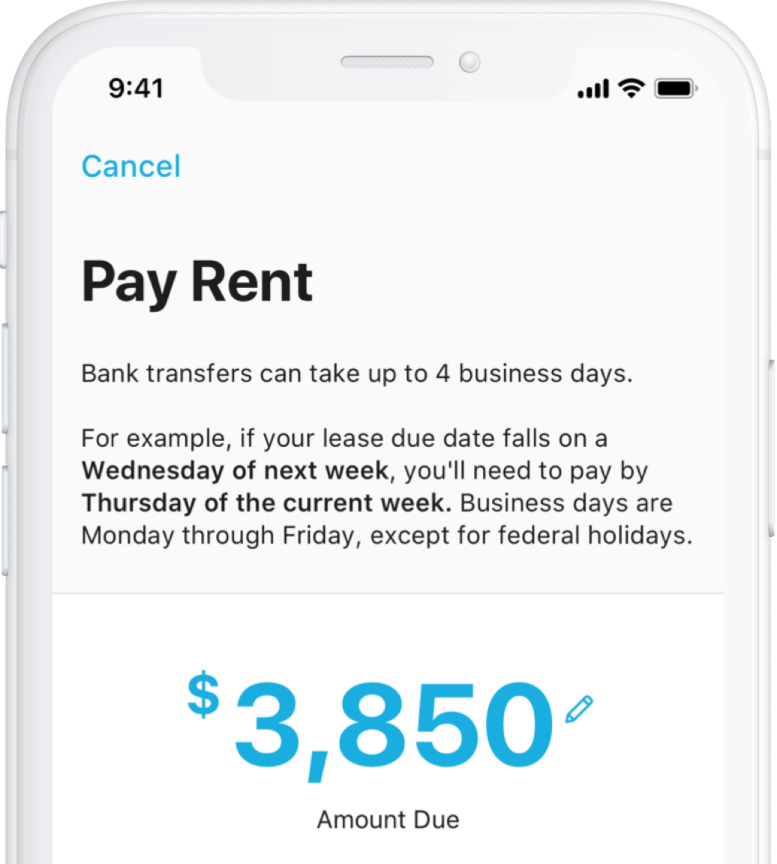 9:41
Cancel
Pay Rent
Bank transfers can take up to 4 business days.
For example, if your lease due date falls on a
Wednesday of next week, you'll need to pay by
Thursday of the current week. Business days are
Monday through Friday, except for federal holidays.
$3,850
Amount Due